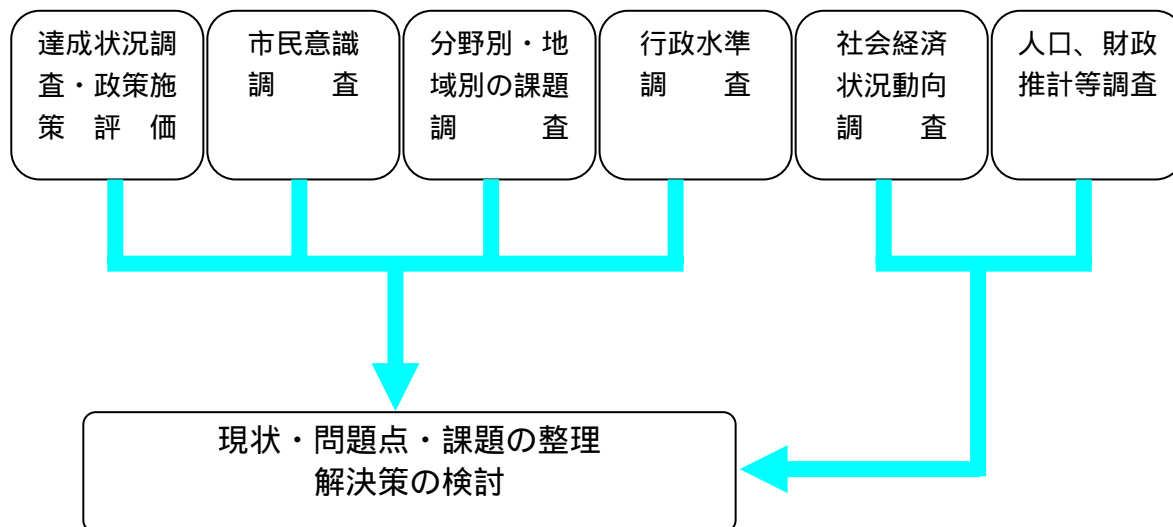 達成状況調
査・政策施
策　評　価
市民意識
調　　査
分野別・地
域別の課題
調　　　査
行政水準
調　　査
社会経済
状況動向
調　　査
人口、財政
推計等調査
現状・問題点・課題の整理
解決策の検討